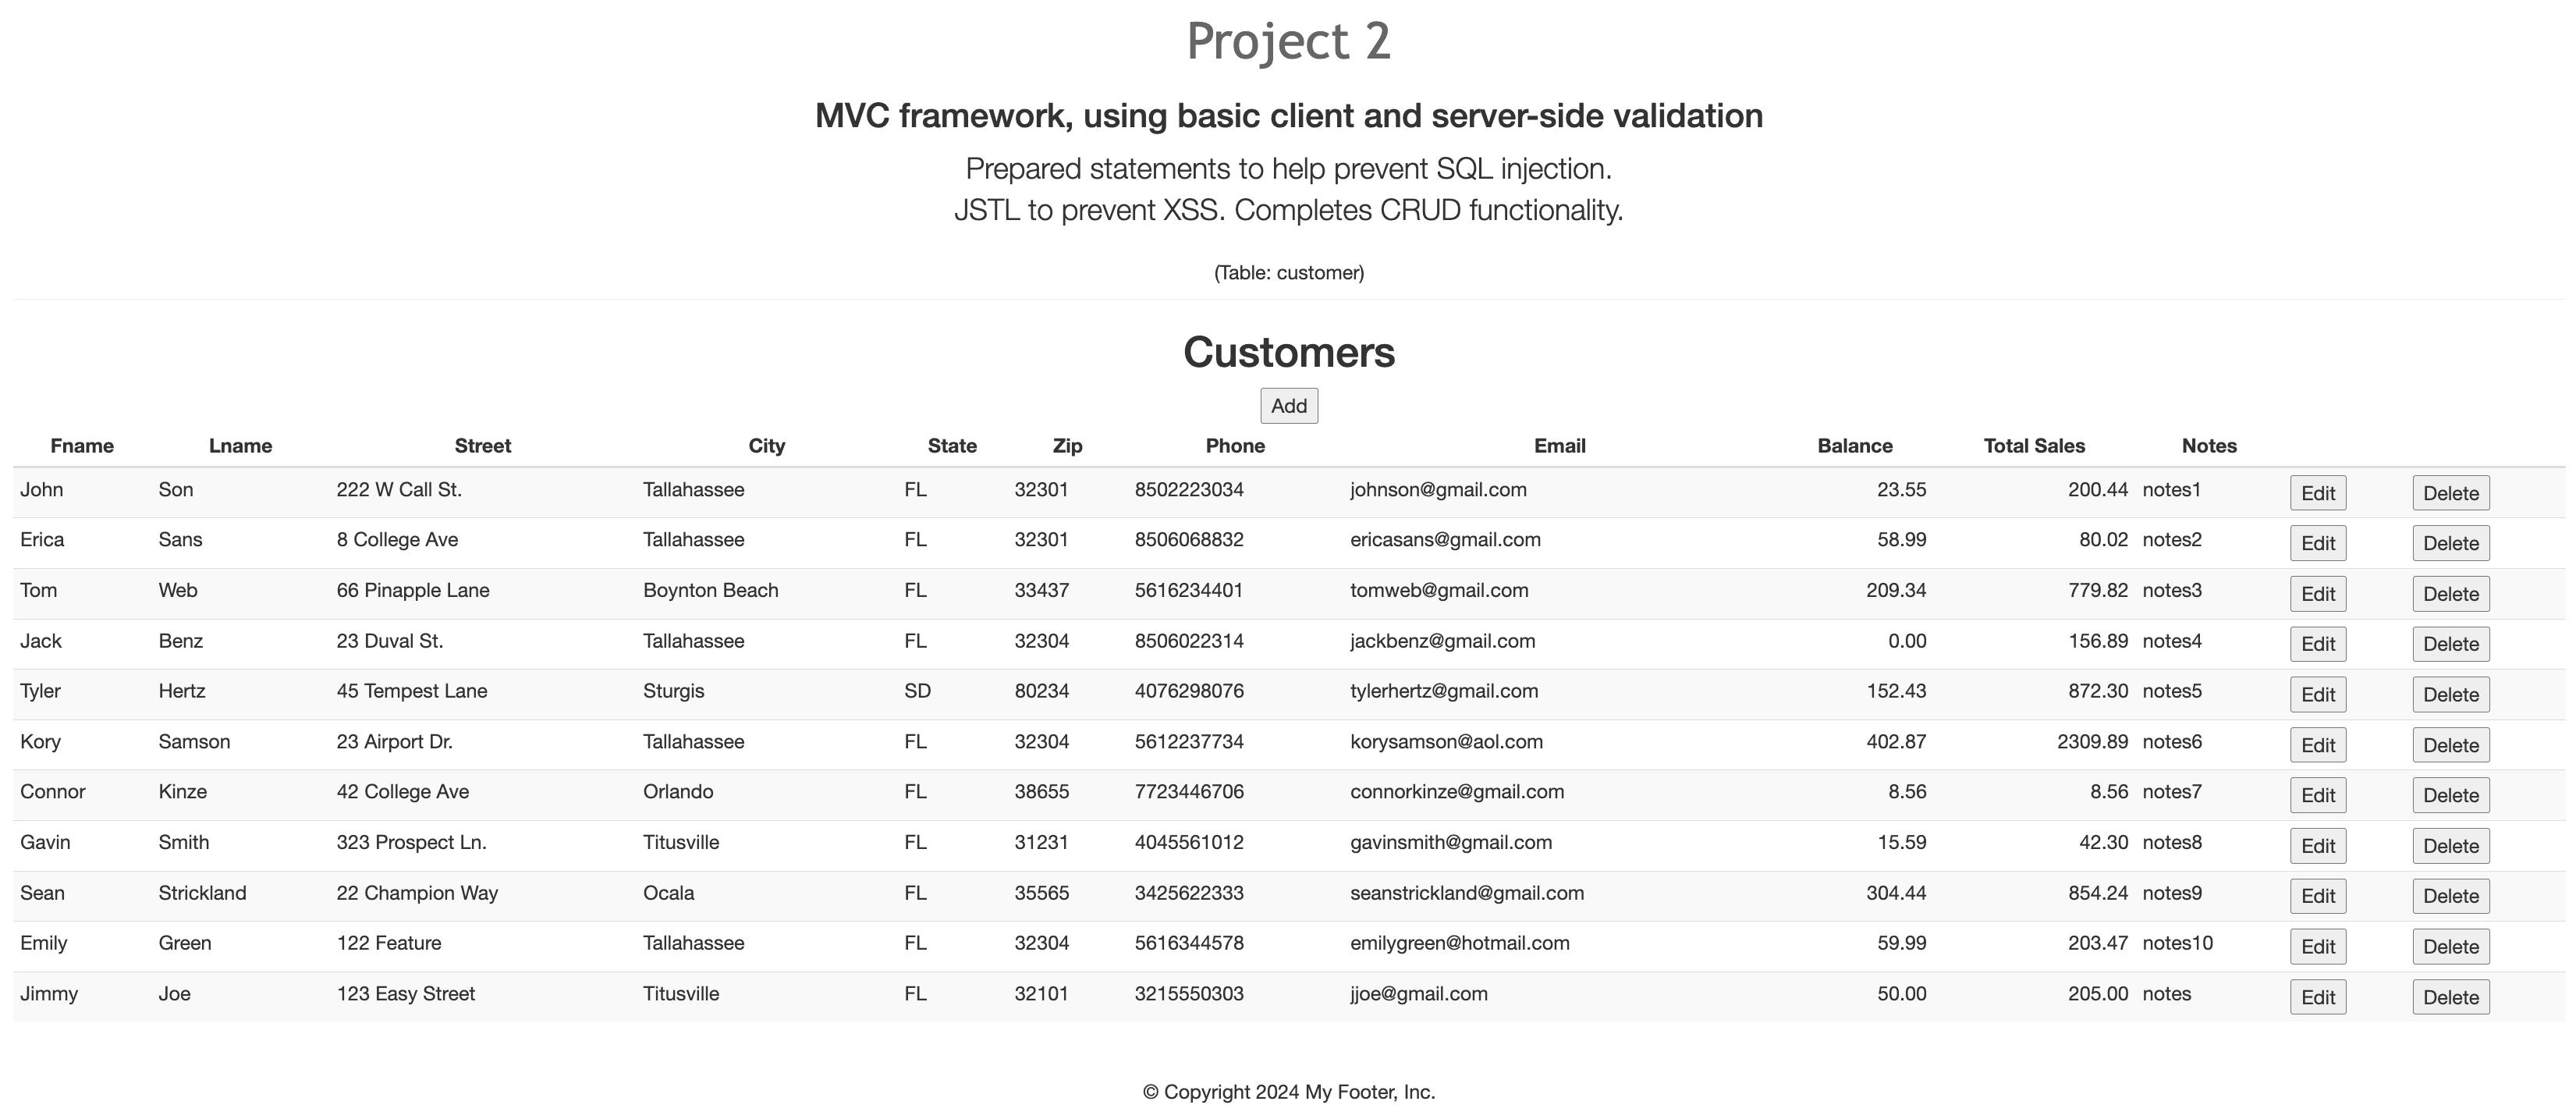 Project 2
MVC framework, using basic client and server-side validation
Prepared statements to help prevent SQL injection.
JSTL to prevent XSS. Completes CRUD functionality.
(Table: customer)
Customers
Add
Fname Lname Street City State Zip Phone Email Balance Total Sales Notes
John Son 222 W Call St. Tallahassee FL 32301 8502223034 johnson@gmail.com 23.55 200.44 notes1 Edit Delete
Erica Sans 8 College Ave Tallahassee FL 32301 8506068832 ericasans@gmail.com 58.99 80.02 notes2 Edit Delete
Tom Web 66 Pinapple Lane Boynton Beach FL 33437 5616234401 tomweb@gmail.com 209.34 779.82 notes3 Edit Delete
Jack Benz 23 Duval St. Tallahassee FL 32304 8506022314 jackbenz@gmail.com 0.00 156.89 notes4 Edit Delete
Tyler Hertz 45 Tempest Lane Sturgis SD 80234 4076298076 tylerhertz@gmail.com 152.43 872.30 notes5 Edit Delete
Kory Samson 23 Airport Dr. Tallahassee FL 32304 5612237734 korysamson@aol.com 402.87 2309.89 notes6 Edit Delete
Connor Kinze 42 College Ave Orlando FL 38655 7723446706 connorkinze@gmail.com 8.56 8.56 notes7 Edit Delete
Gavin Smith 323 Prospect Ln. Titusville FL 31231 4045561012 gavinsmith@gmail.com 15.59 42.30 notes8 Edit Delete
Sean Strickland 22 Champion Way Ocala FL 35565 3425622333 seanstrickland@gmail.com 304.44 854.24 notes9 Edit Delete
Emily Green 122 Feature Tallahassee FL 32304 5616344578 emilygreen@hotmail.com 59.99 203.47 notes10 Edit Delete
Jimmy Joe 123 Easy Street Titusville FL 32101 3215550303 jjoe@gmail.com 50.00 205.00 notes Edit Delete
© Copyright 2024 My Footer, Inc.